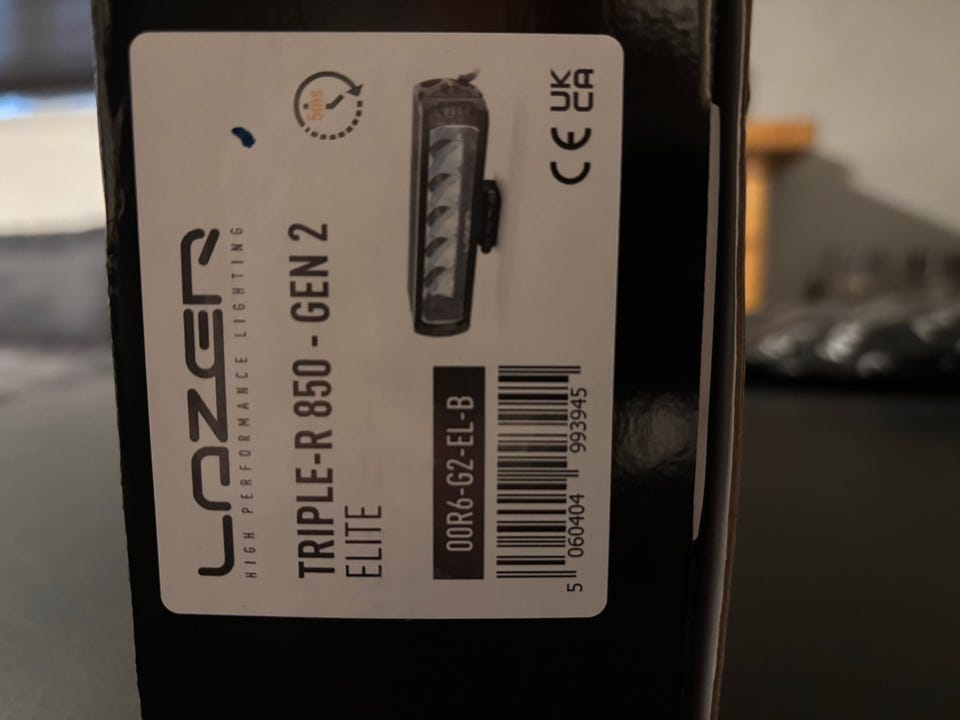 LAZER
HIGH PERFORMANCE LIGHTING
5ms
TRIPLE-R 850 - GEN 2
ELITE
00R6-G2-EL-B
5 060404 993945
CE UK
CA